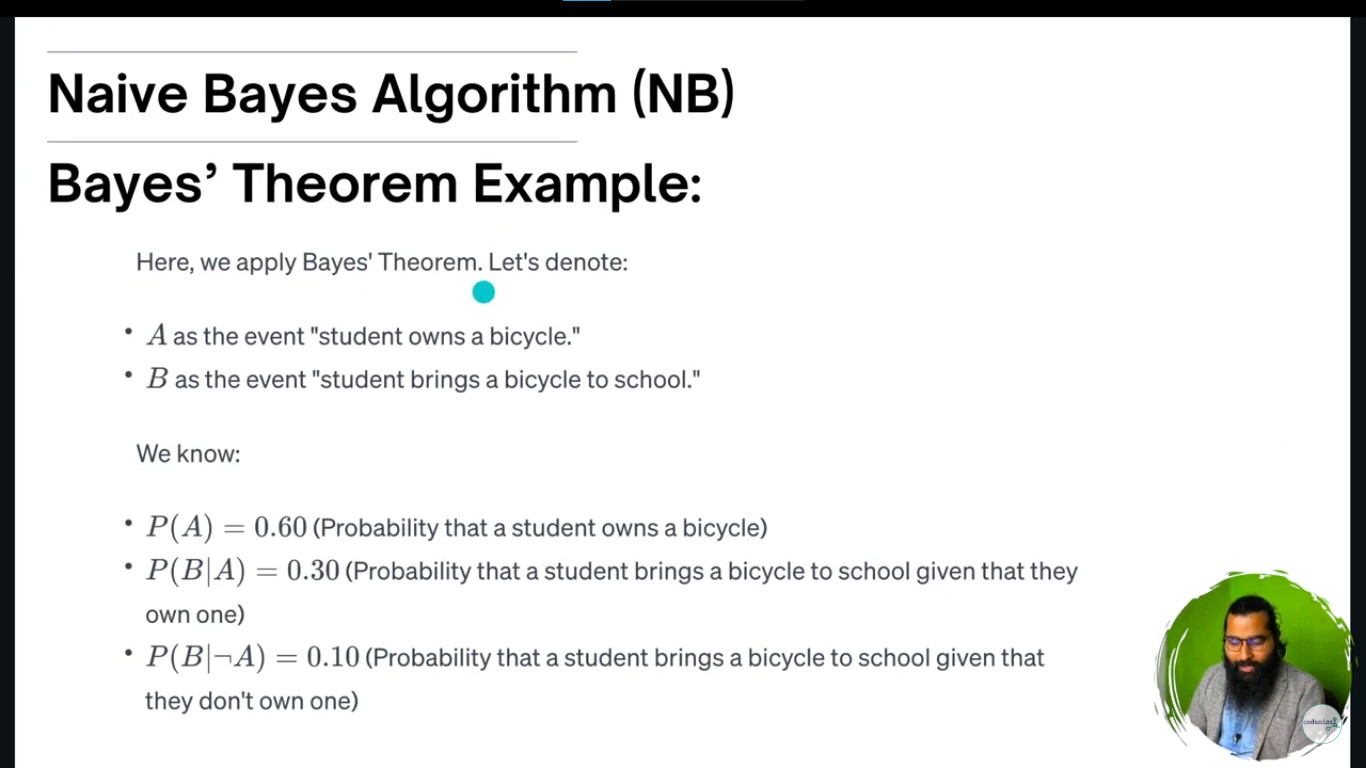 Naive Bayes Algorithm (NB)
Bayes’ Theorem Example:
Here, we apply Bayes' Theorem. Let's denote:
• A as the event "student owns a bicycle."
• B as the event "student brings a bicycle to school."
We know:
• P(A) = 0.60 (Probability that a student owns a bicycle)
• P(B|A) = 0.30 (Probability that a student brings a bicycle to school given that they
own one)
• P(B|¬A) = 0.10 (Probability that a student brings a bicycle to school given that
they don't own one)
codanics